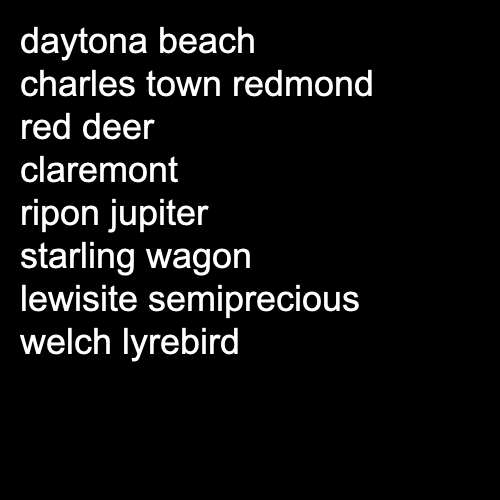 daytona beach
charles town redmond
red deer
claremont
ripon jupiter
starling wagon
lewisite semiprecious
welch lyrebird